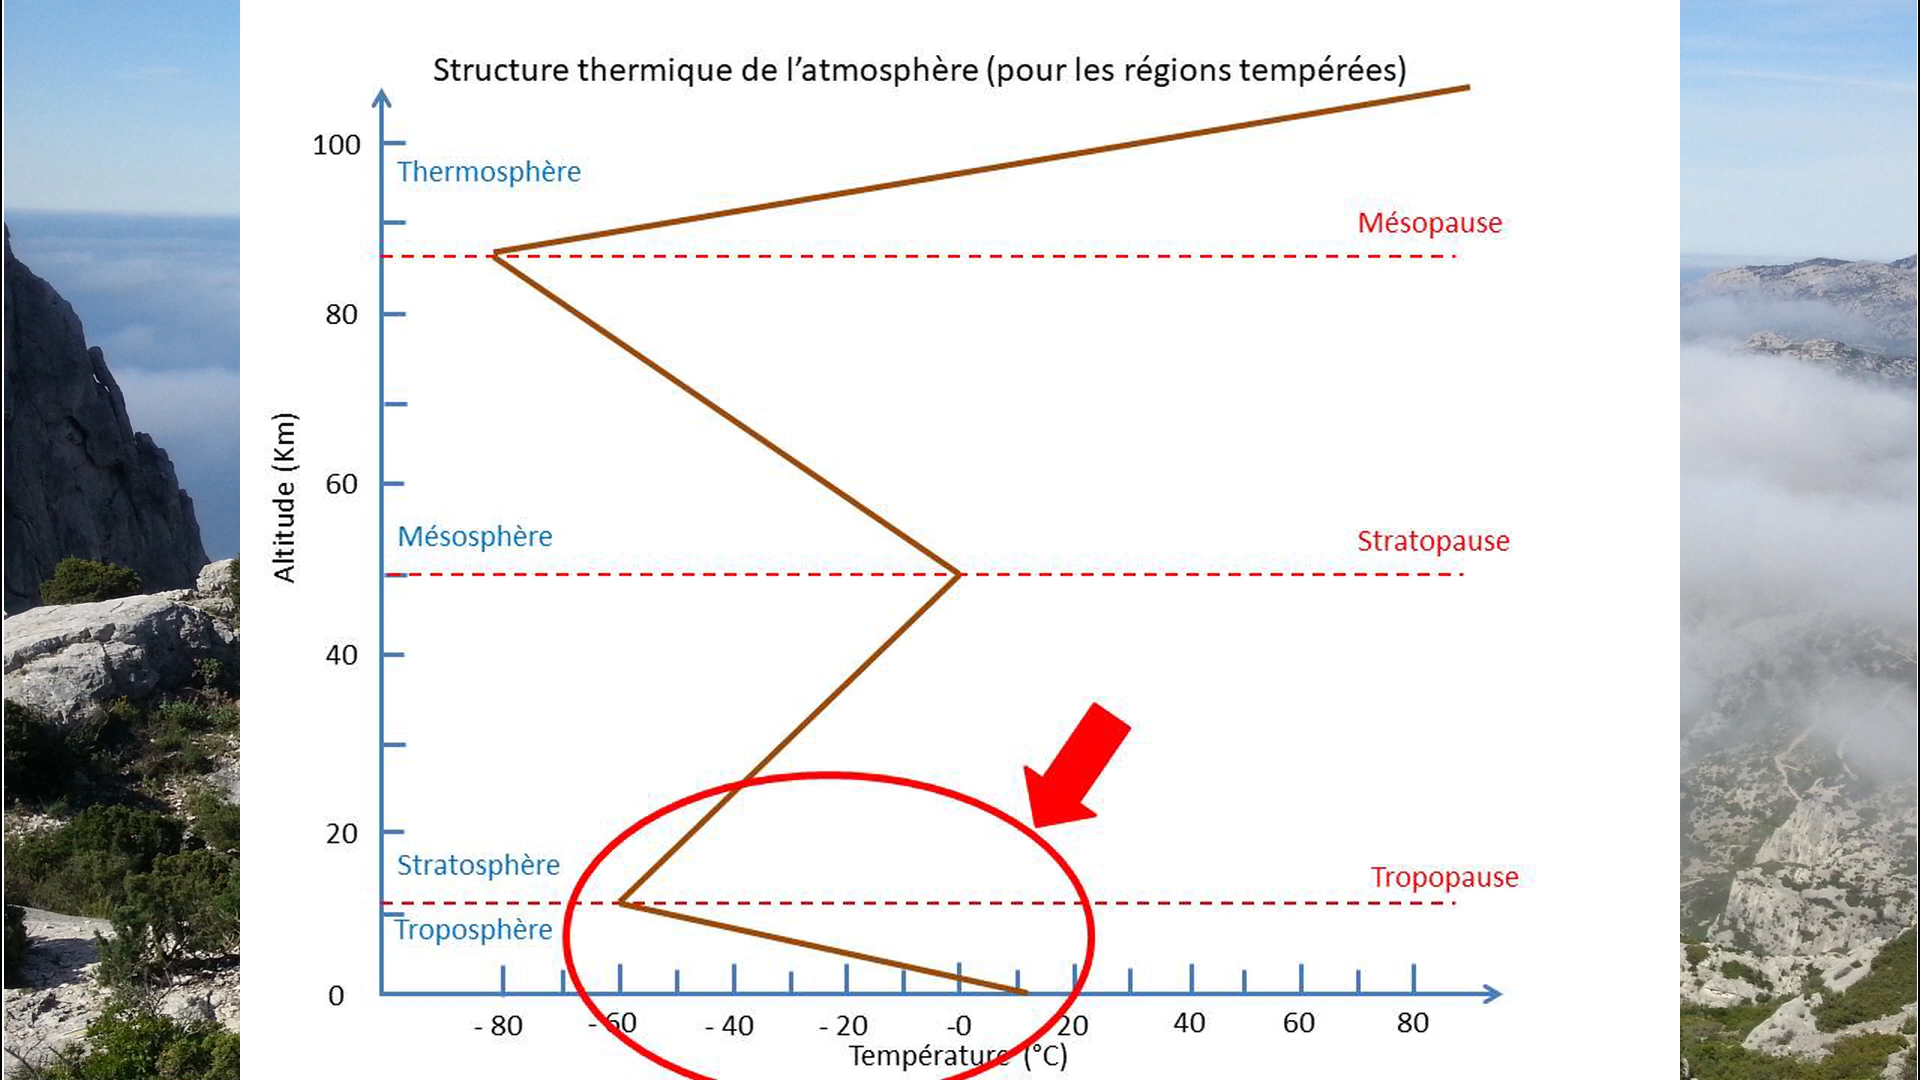 Structure thermique de l’atmosphère (pour les régions tempérées)
100
Thermosphère
Mésopause
80
Altitude (Km)
60
Mésosphère
Stratopause
40
20
Stratosphère
Tropopause
Troposphère
0
- 80 - 60 - 40 - 20 -0 20 40 60 80
Température (°C)